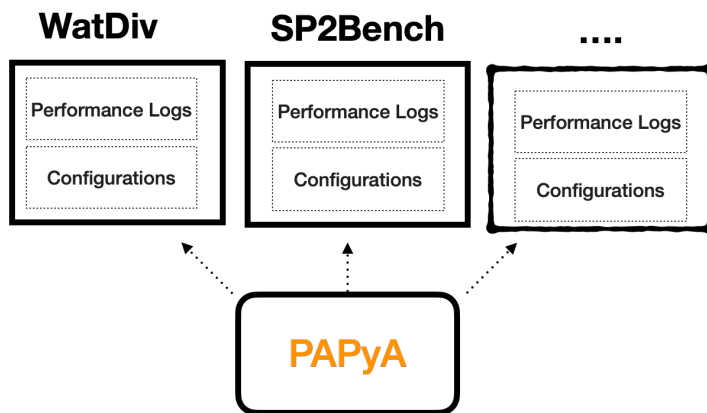 WatDiv
SP2Bench
....
Performance Logs
Configurations
Performance Logs
Configurations
Performance Logs
Configurations
PAPyA